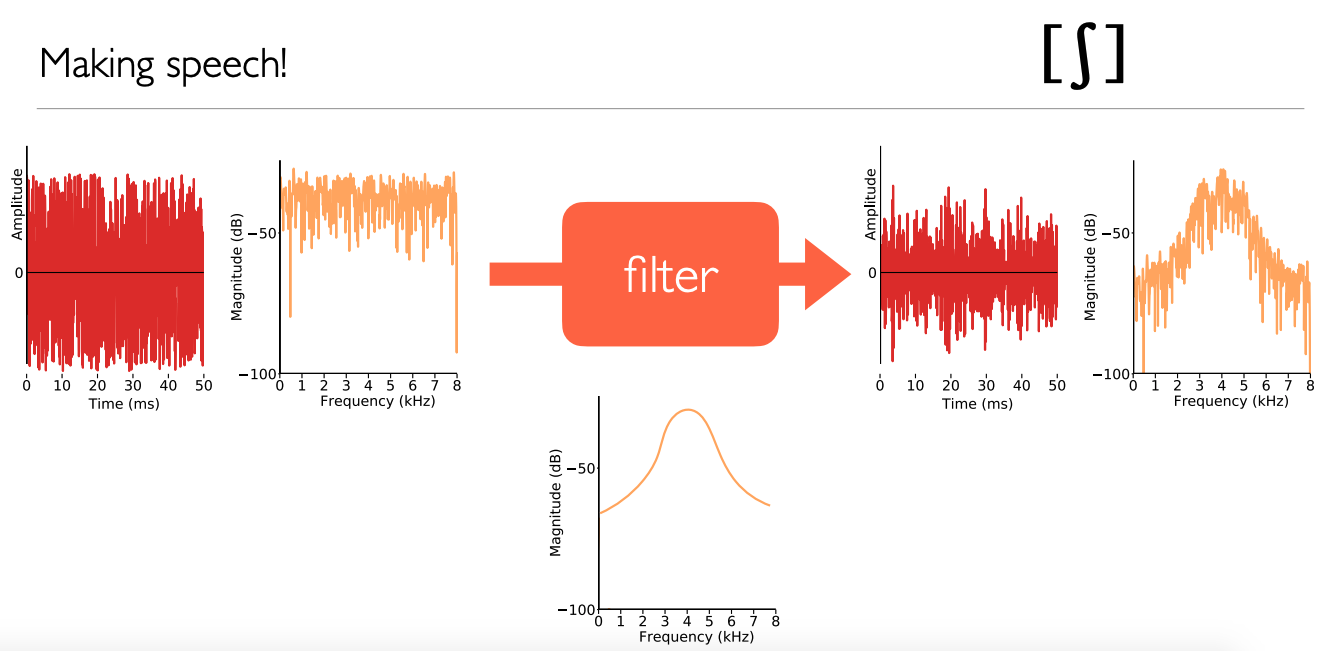 Making speech!
[ʃ]
Amplitude
0
0 10 20 30 40 50
Time (ms)
Magnitude (dB)
−50
−100
0 1 2 3 4 5 6 7 8
Frequency (kHz)
filter
Amplitude
0
0 10 20 30 40 50
Time (ms)
Magnitude (dB)
−50
−100
0 1 2 3 4 5 6 7 8
Frequency (kHz)
Magnitude (dB)
−50
−100
0 1 2 3 4 5 6 7 8
Frequency (kHz)